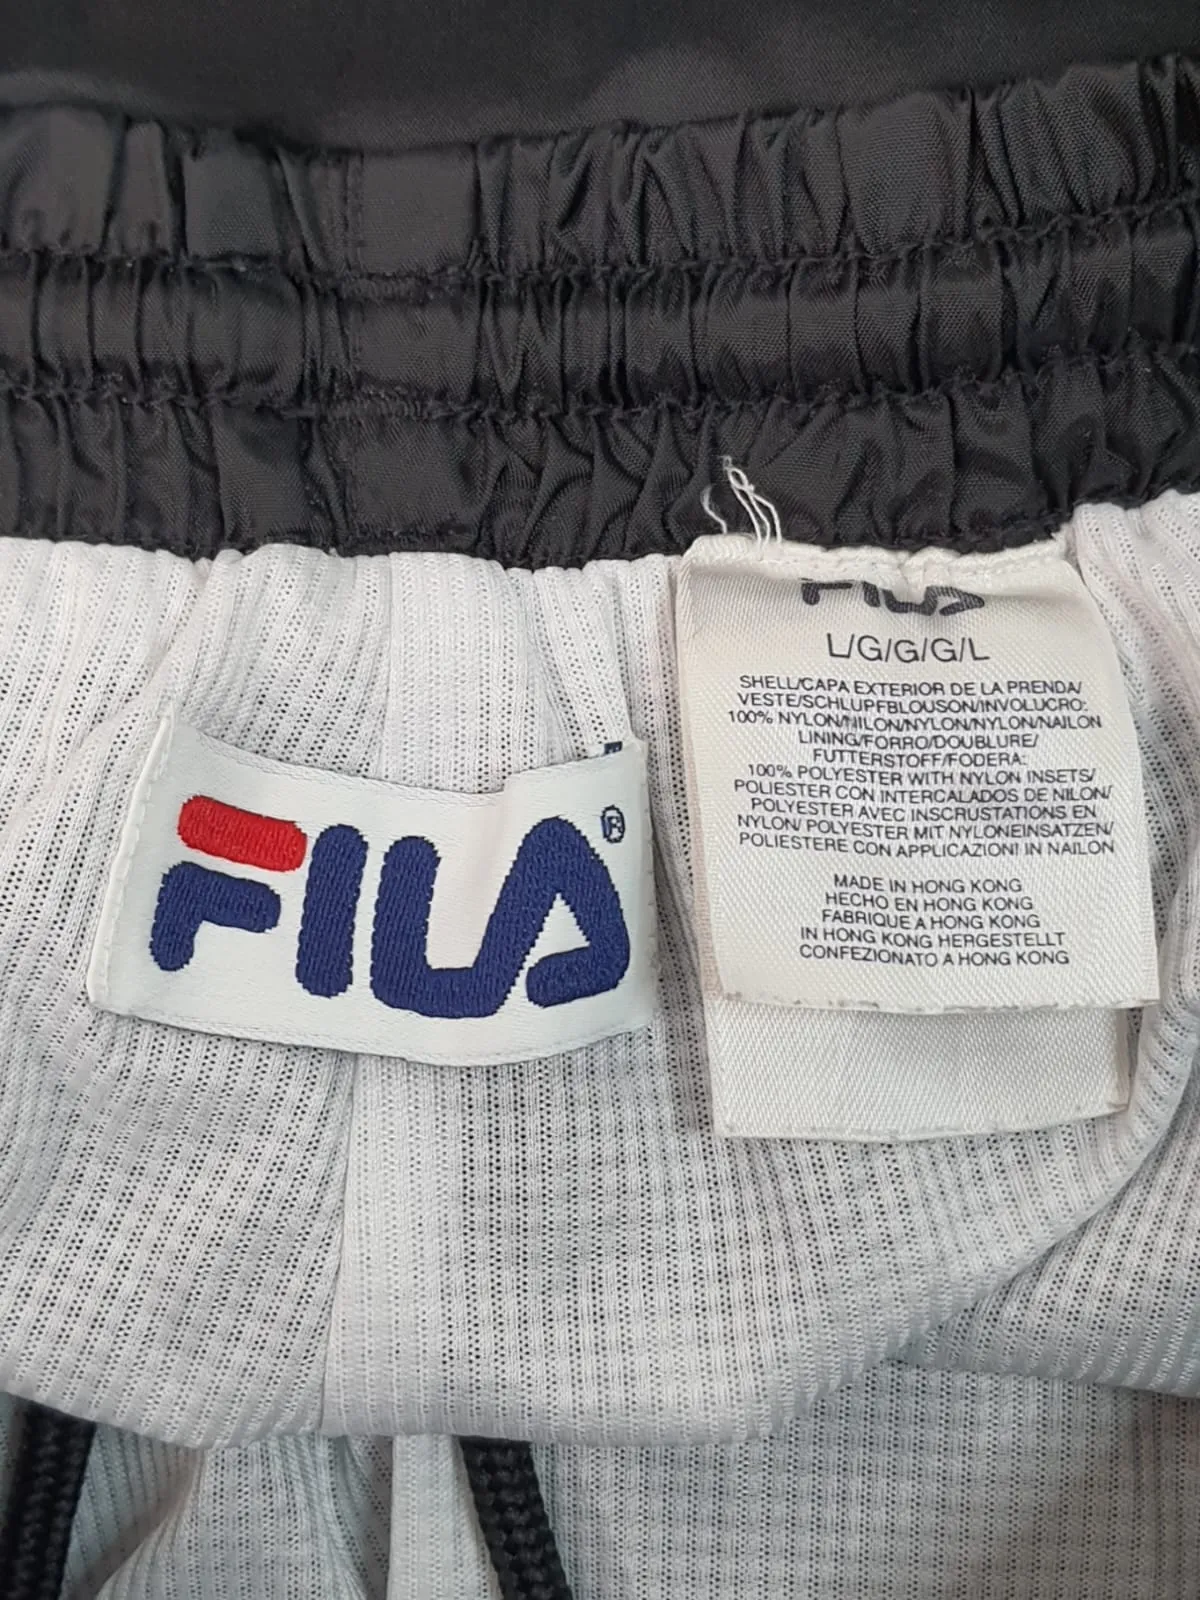 FILA®
FILA
L/G/G/G/L
SHELL/CAPA EXTERIOR DE LA PRENDA/
VESTE/SCHLUPFBLOUSON/INVOLUCRO:
100% NYLON/NILON/NYLON/NYLON/NAILON
LINING/FORRO/DOUBLURE/
FUTTERSTOFF/FODERA:
100% POLYESTER WITH NYLON INSETS/
POLIESTER CON INTERCALADOS DE NILON/
POLYESTER AVEC INSCRUSTATIONS EN
NYLON/ POLYESTER MIT NYLONEINSATZEN/
POLIESTERE CON APPLICAZIONI IN NAILON
MADE IN HONG KONG
HECHO EN HONG KONG
FABRIQUE A HONG KONG
IN HONG KONG HERGESTELLT
CONFEZIONATO A HONG KONG